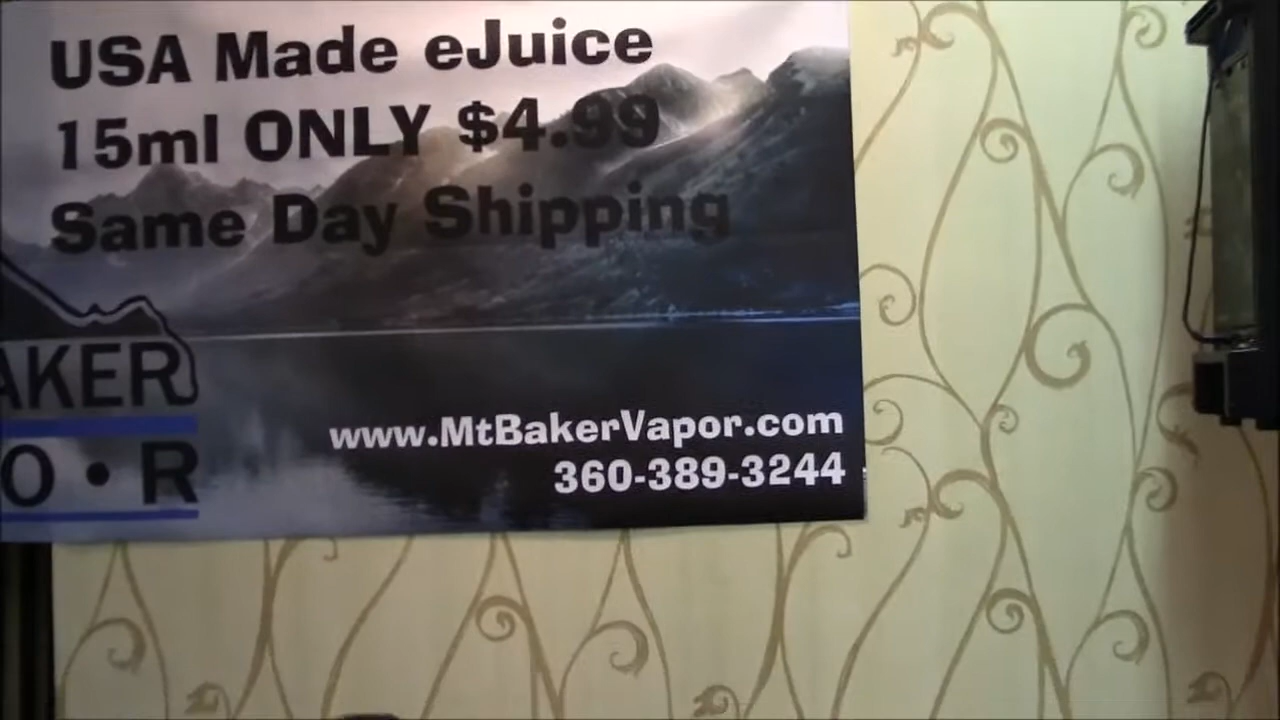 USA Made eJuice
15ml ONLY $4.99
Same Day Shipping
AKER
O • R
www.MtBakerVapor.com
360-389-3244